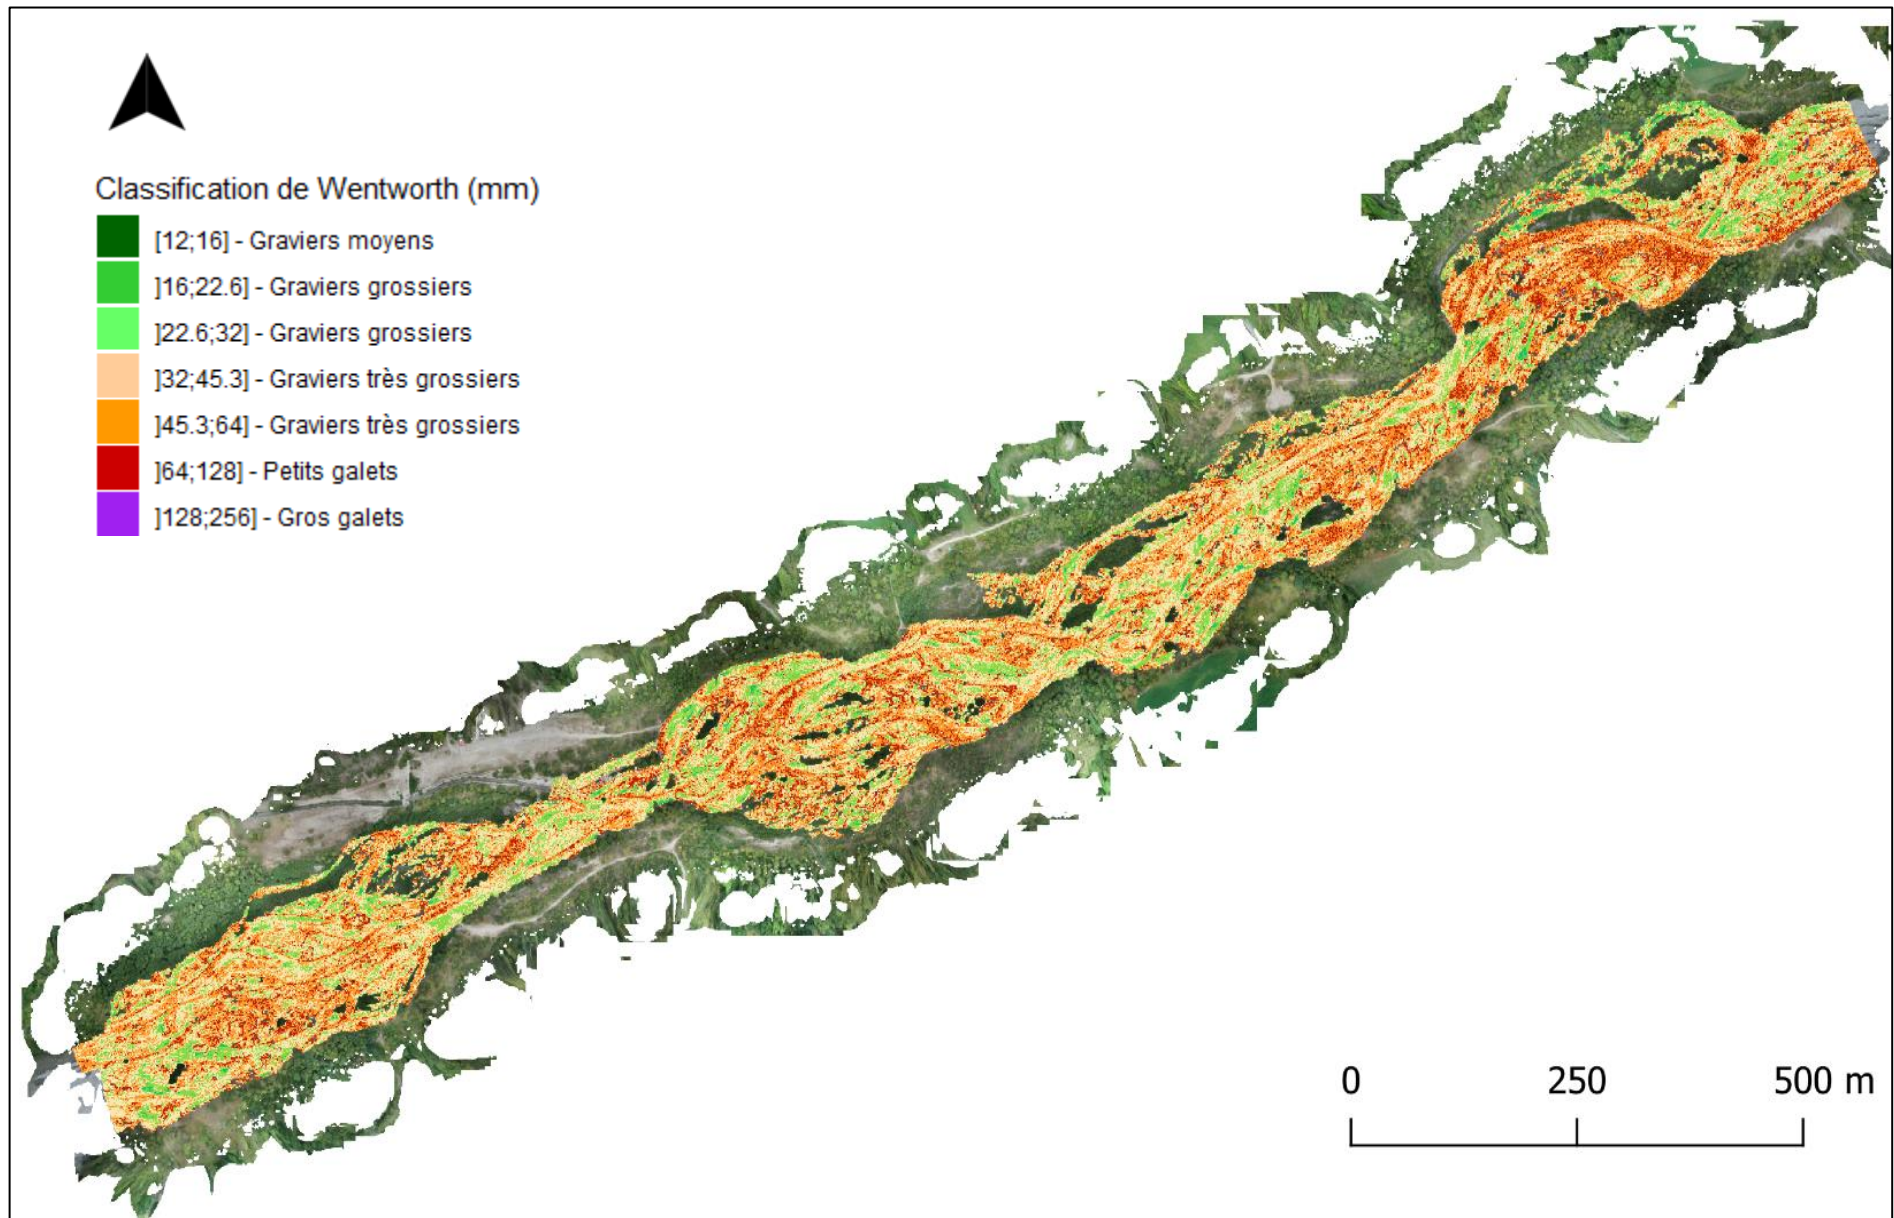 Classification de Wentworth (mm)
[12;16] - Graviers moyens
]16;22.6] - Graviers grossiers
]22.6;32] - Graviers grossiers
]32;45.3] - Graviers très grossiers
]45.3;64] - Graviers très grossiers
]64;128] - Petits galets
]128;256] - Gros galets
0 250 500 m